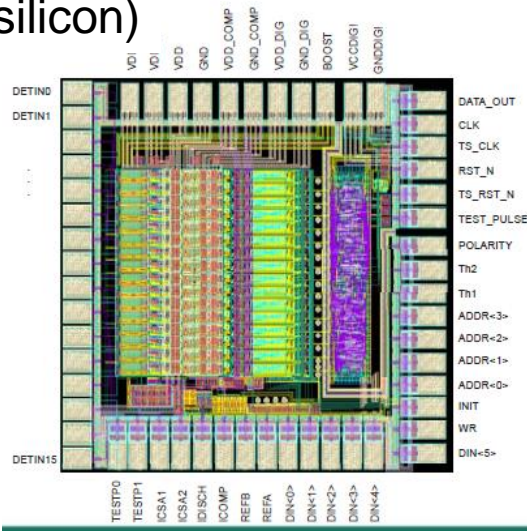 silicon)
VDI
VDI
VDD
GND
VDD_COMP
GND_COMP
VDD_DIG
GND_DIG
BOOST
VCCDIGI
GNDDIGI
DETIN0
DETIN1
.
.
.
DETIN15
DATA_OUT
CLK
TS_CLK
RST_N
TS_RST_N
TEST_PULSE
POLARITY
Th2
Th1
ADDR<3>
ADDR<2>
ADDR<1>
ADDR<0>
INIT
WR
DIN<5>
TESTP0
TESTP1
ICSA1
ICSA2
IDISCH
ICOMP
REFB
REFA
DIN<0>
DIN<1>
DIN<2>
DIN<3>
DIN<4>